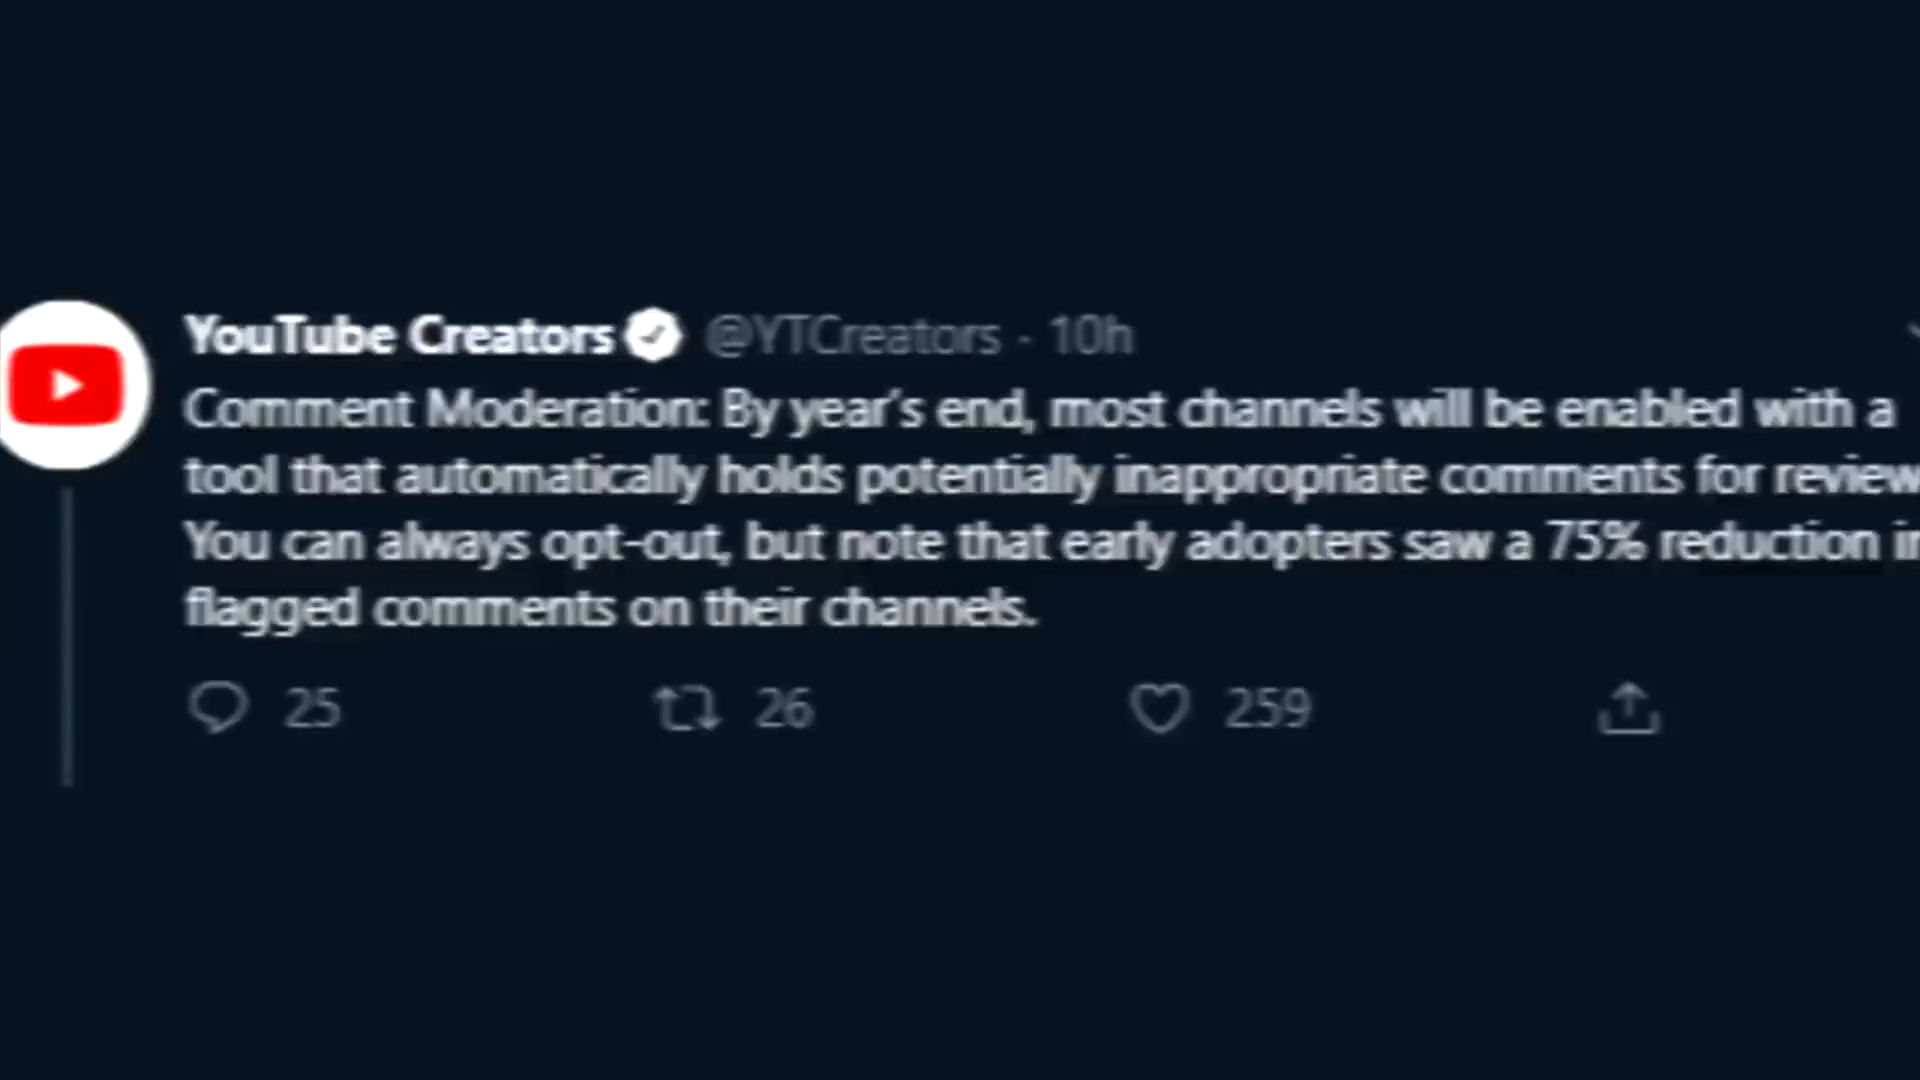 YouTube Creators @YTCreators · 10h
Comment Moderation: By year's end, most channels will be enabled with a
tool that automatically holds potentially inappropriate comments for review
You can always opt-out, but note that early adopters saw a 75% reduction in
flagged comments on their channels.
25 26 259